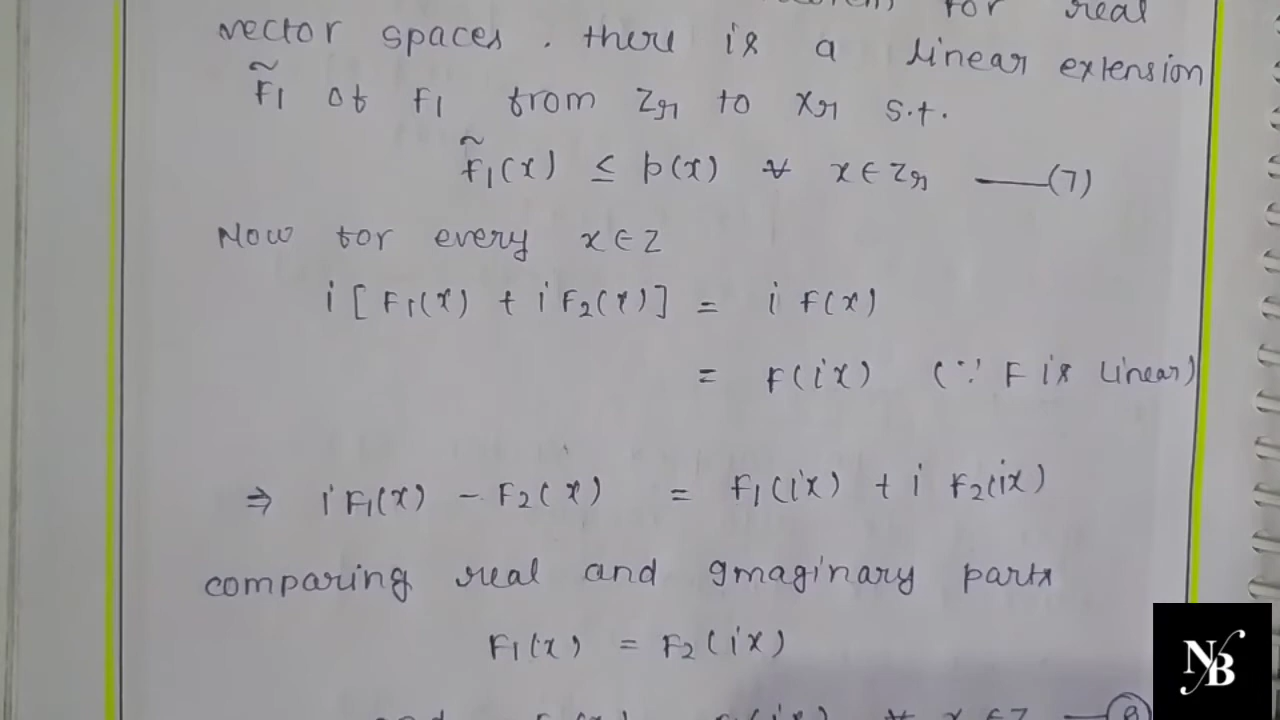 for real
vector spaces. there is a linear extension
F̃₁ of F₁ from Zr to Xr s.t.
F̃₁(x) ≤ p(x) ∀ x ∈ Zr —(7)
Now for every x ∈ Z
i [F₁(x) + i F₂(x)] = i F(x)
= F(ix) (∵ F is linear)
⇒ i F₁(x) - F₂(x) = F₁(ix) + i F₂(ix)
comparing real and Imaginary parts
F₁(x) = F₂(ix)
NB